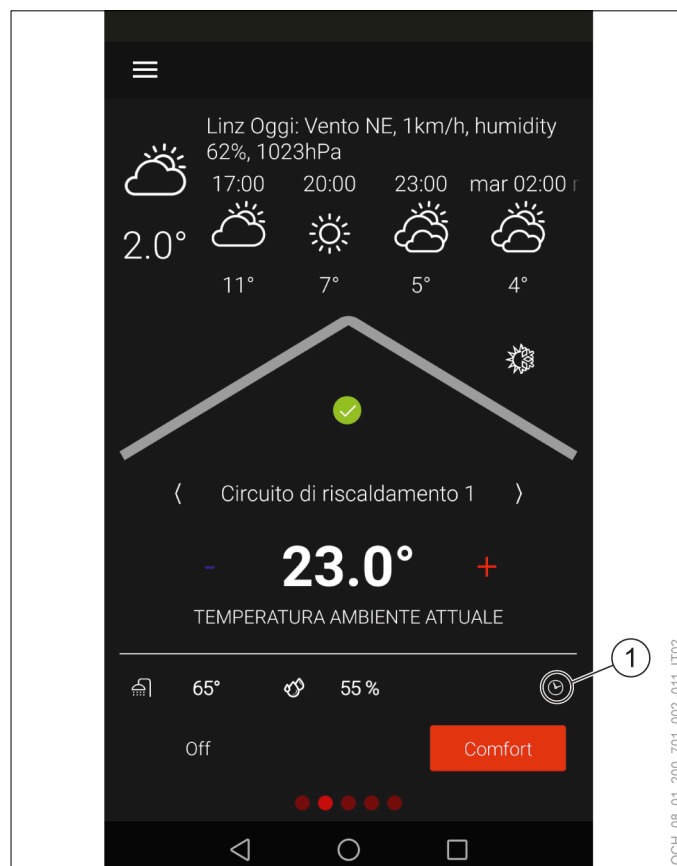 Linz Oggi: Vento NE, 1km/h, humidity
62%, 1023hPa
17:00 20:00 23:00 mar 02:00
2.0°
11° 7° 5° 4°
Circuito di riscaldamento 1
- 23.0° +
TEMPERATURA AMBIENTE ATTUALE
1
65° 55 %
Off Comfort
OCH_08_01_200_701_002_011_IT02